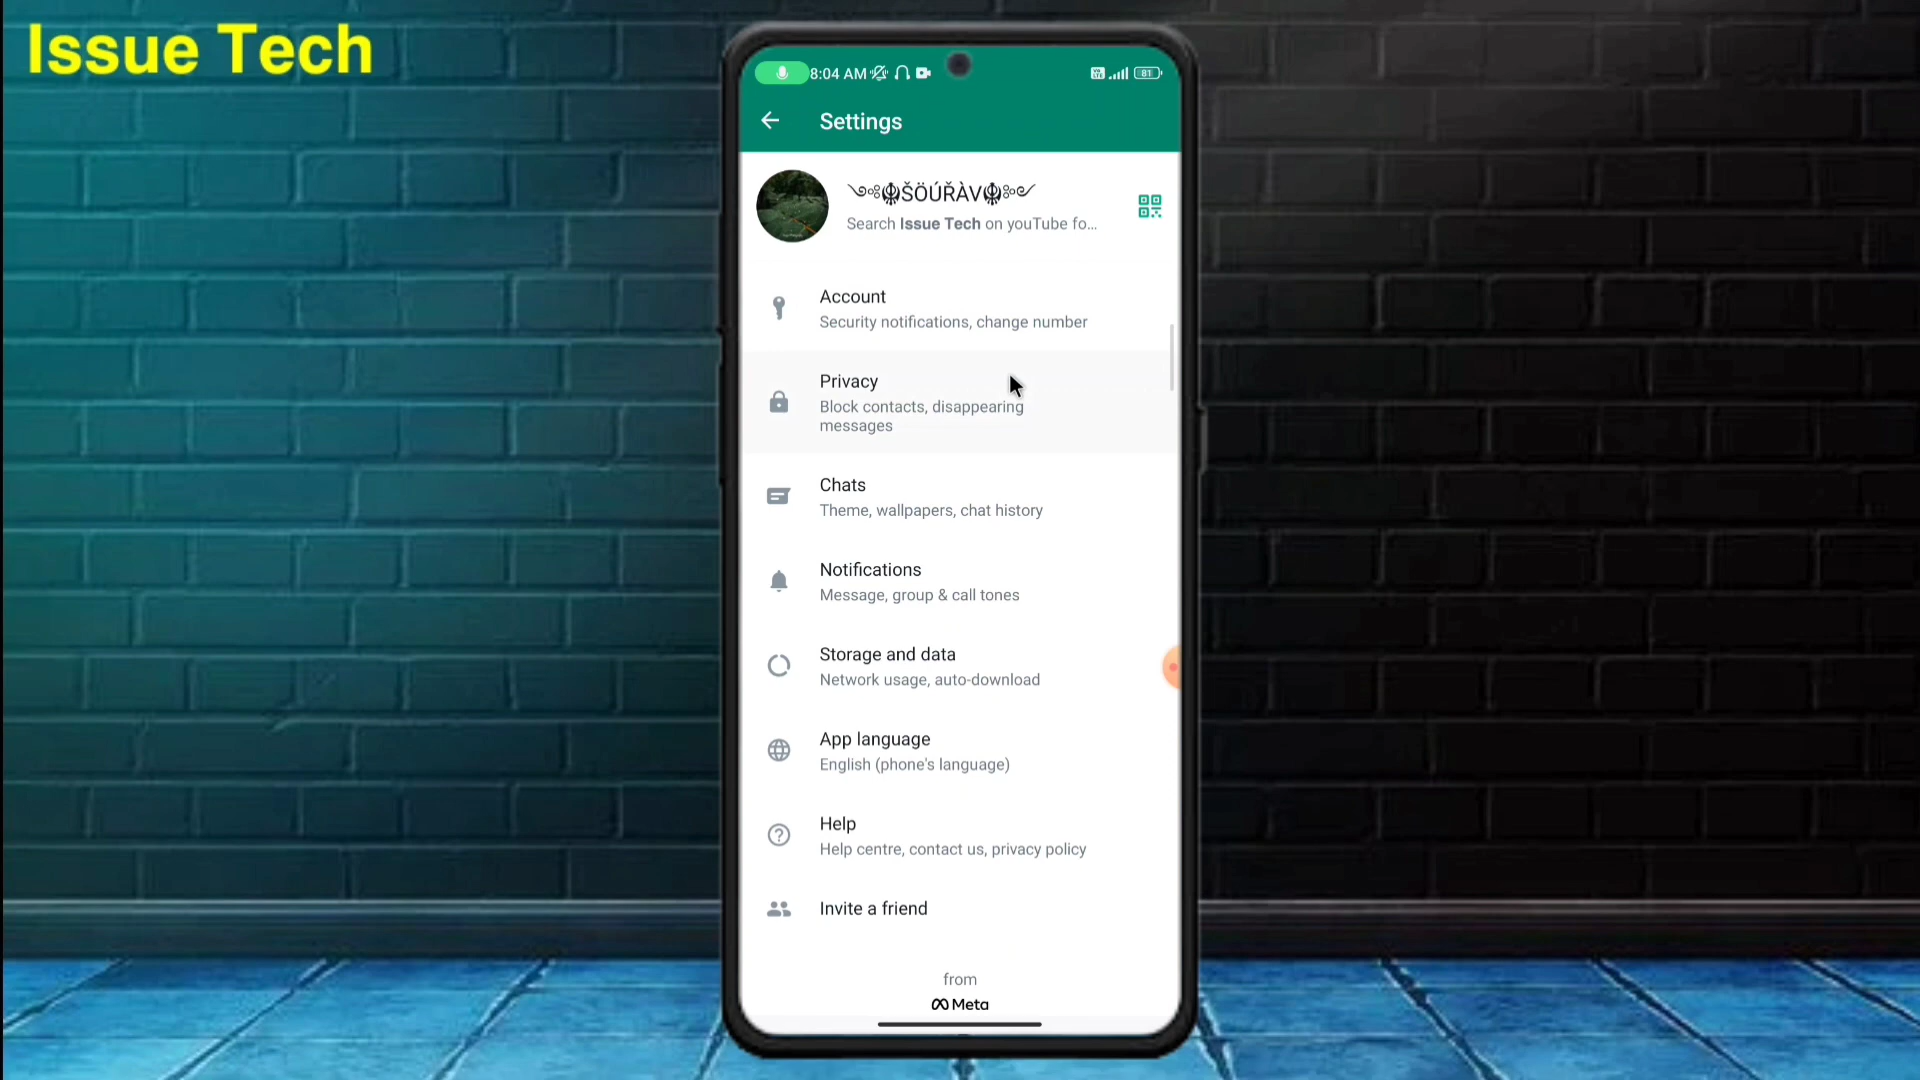 Issue Tech
8:04 AM
81
Settings
ŠÖÚŘÀV
Search Issue Tech on youTube fo...
Account
Security notifications, change number
Privacy
Block contacts, disappearing
messages
Chats
Theme, wallpapers, chat history
Notifications
Message, group & call tones
Storage and data
Network usage, auto-download
App language
English (phone's language)
Help
Help centre, contact us, privacy policy
Invite a friend
from
Meta